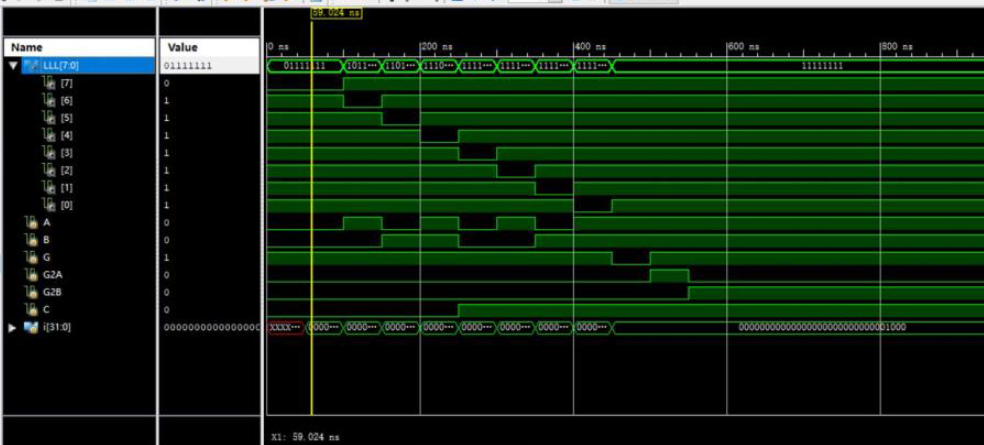 59.024 ns
Name Value 0 ns 200 ns 400 ns 600 ns 800 ns
LLL[7:0] 01111111 01111111 1011··· 1101··· 1110··· 1111··· 1111··· 1111··· 1111··· 11111111
[7] 0
[6] 1
[5] 1
[4] 1
[3] 1
[2] 1
[1] 1
[0] 1
A 0
B 0
G 1
G2A 0
G2B 0
C 0
i[31:0] 0000000000000000 XXXX··· 0000··· 0000··· 0000··· 0000··· 0000··· 0000··· 0000··· 0000··· 00000000000000000000000000001000
X1: 59.024 ns